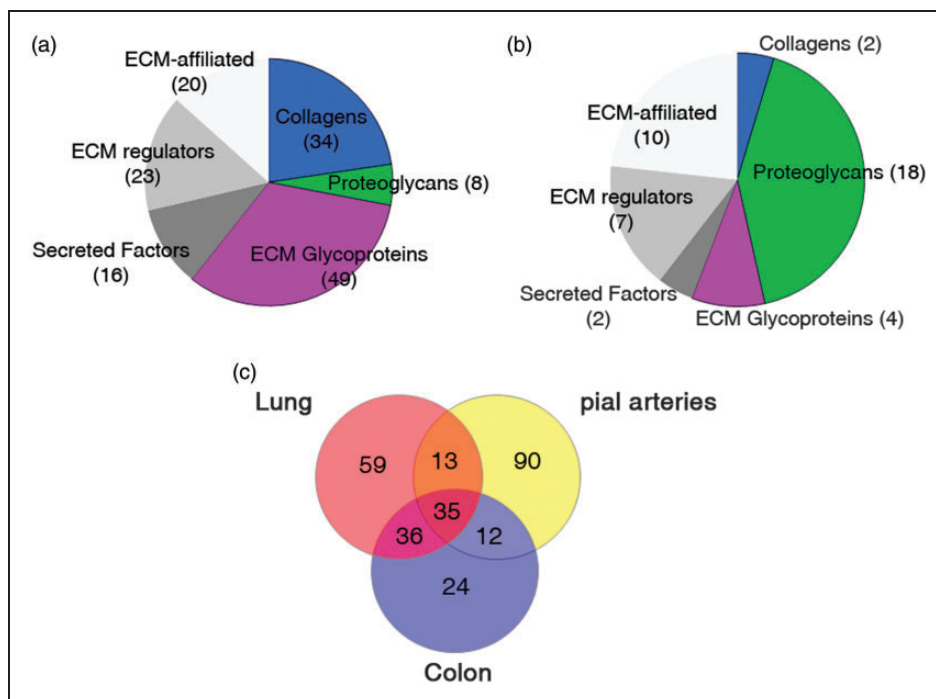 (a)
ECM-affiliated
(20)
Collagens
(34)
ECM regulators
(23)
Proteoglycans (8)
Secreted Factors
(16)
ECM Glycoproteins
(49)
(b)
Collagens (2)
ECM-affiliated
(10)
Proteoglycans (18)
ECM regulators
(7)
Secreted Factors
(2)
ECM Glycoproteins (4)
(c)
Lung
pial arteries
59
13
90
35
36
12
24
Colon